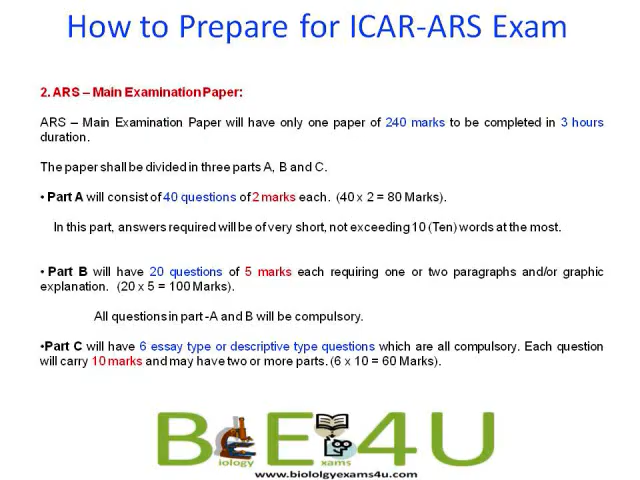 How to Prepare for ICAR-ARS Exam
2. ARS – Main Examination Paper:
ARS – Main Examination Paper will have only one paper of 240 marks to be completed in 3 hours
duration.
The paper shall be divided in three parts A, B and C.
• Part A will consist of 40 questions of 2 marks each. (40 x 2 = 80 Marks).
In this part, answers required will be of very short, not exceeding 10 (Ten) words at the most.
• Part B will have 20 questions of 5 marks each requiring one or two paragraphs and/or graphic
explanation. (20 x 5 = 100 Marks).
All questions in part -A and B will be compulsory.
•Part C will have 6 essay type or descriptive type questions which are all compulsory. Each question
will carry 10 marks and may have two or more parts. (6 x 10 = 60 Marks).
B E 4 U
iology xams
www.biololgyexams4u.com